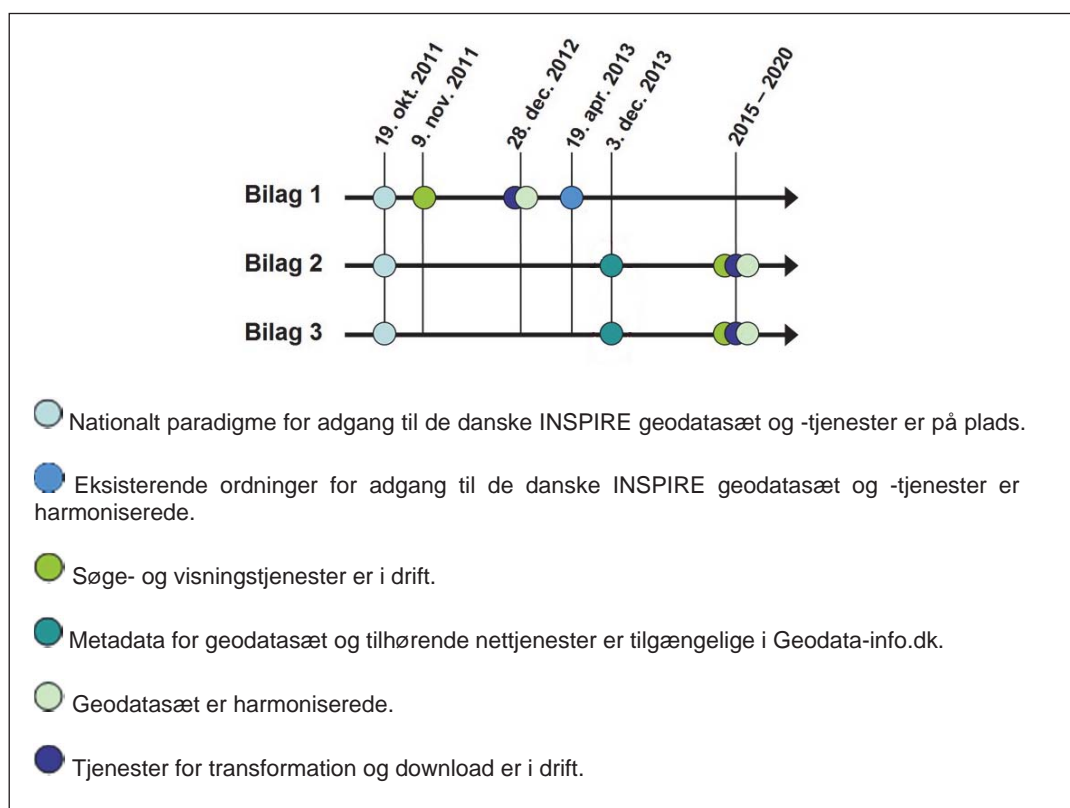 19. okt. 2011
9. nov. 2011
28. dec. 2012
19. apr. 2013
3. dec. 2013
2015 – 2020
Bilag 1
Bilag 2
Bilag 3
Nationalt paradigme for adgang til de danske INSPIRE geodatasæt og -tjenester er på plads.
Eksisterende ordninger for adgang til de danske INSPIRE geodatasæt og -tjenester er
harmoniserede.
Søge- og visningstjenester er i drift.
Metadata for geodatasæt og tilhørende nettjenester er tilgængelige i Geodata-info.dk.
Geodatasæt er harmoniserede.
Tjenester for transformation og download er i drift.